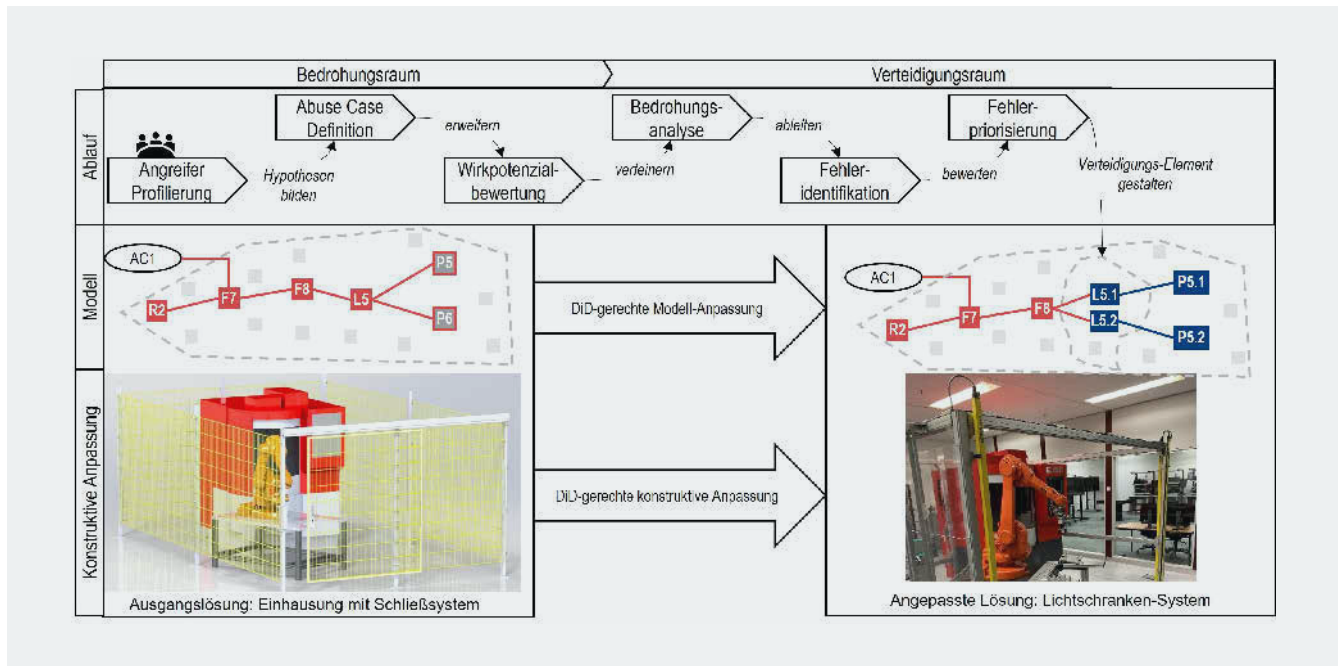 Bedrohungsraum
Verteidigungsraum
Ablauf
Angreifer
Profilierung
Hypothesen
bilden
Abuse Case
Definition
erweitern
Wirkpotenzial-
bewertung
verfeinern
Bedrohungs-
analyse
ableiten
Fehler-
identifikation
bewerten
Fehler-
priorisierung
Verteidigungs-Element
gestalten
Modell
AC1
R2
F7
F8
L5
P5
P6
DiD-gerechte Modell-Anpassung
AC1
R2
F7
F8
L5.1
L5.2
P5.1
P5.2
Konstruktive Anpassung
Ausgangslösung: Einhausung mit Schließsystem
DiD-gerechte konstruktive Anpassung
Angepasste Lösung: Lichtschranken-System